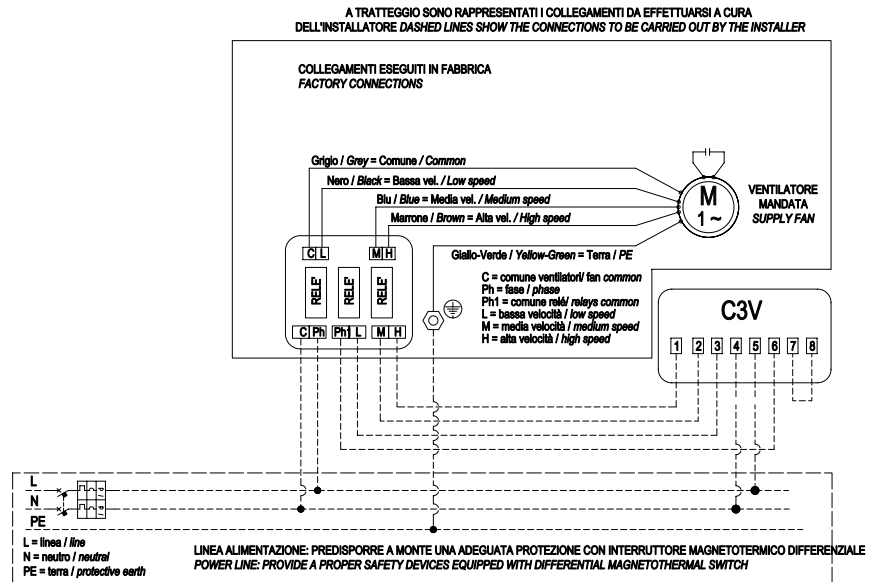 A TRATTEGGIO SONO RAPPRESENTATI I COLLEGAMENTI DA EFFETTUARSI A CURA
DELL'INSTALLATORE DASHED LINES SHOW THE CONNECTIONS TO BE CARRIED OUT BY THE INSTALLER
COLLEGAMENTI ESEGUITI IN FABBRICA
FACTORY CONNECTIONS
Grigio / Grey = Comune / Common
Nero / Black = Bassa vel. / Low speed
Blu / Blue = Media vel. / Medium speed
Marrone / Brown = Alta vel. / High speed
Giallo-Verde / Yellow-Green = Terra / PE
M
1 ~
VENTILATORE
MANDATA
SUPPLY FAN
C L M H
RELE' RELE' RELE'
C Ph Ph1 L M H
C = comune ventilatori/ fan common
Ph = fase / phase
Ph1 = comune relé/ relays common
L = bassa velocità / low speed
M = media velocità / medium speed
H = alta velocità / high speed
C3V
1 2 3 4 5 6 7 8
L
N
PE
L = linea / line
N = neutro / neutral
PE = terra / protective earth
LINEA ALIMENTAZIONE: PREDISPORRE A MONTE UNA ADEGUATA PROTEZIONE CON INTERRUTTORE MAGNETOTERMICO DIFFERENZIALE
POWER LINE: PROVIDE A PROPER SAFETY DEVICES EQUIPPED WITH DIFFERENTIAL MAGNETOTHERMAL SWITCH